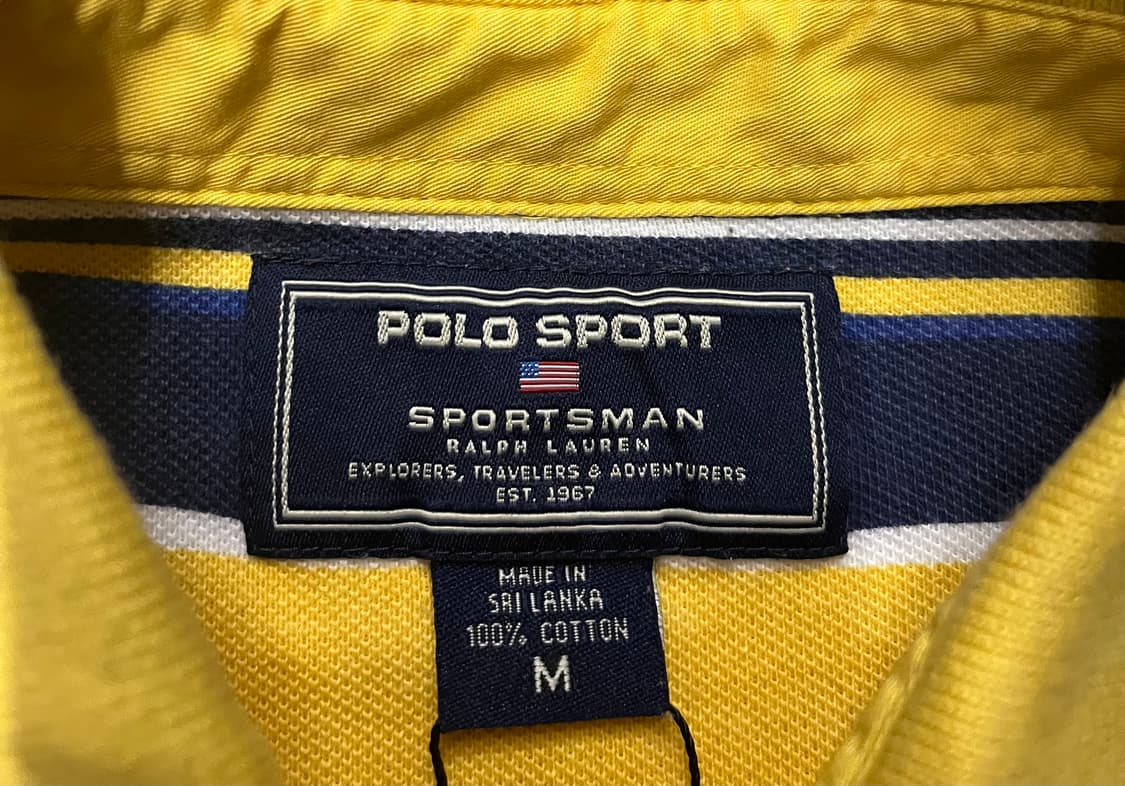 POLO SPORT
SPORTSMAN
RALPH LAUREN
EXPLORERS, TRAVELERS & ADVENTURERS
EST. 1967
MADE IN
SRI LANKA
100% COTTON
M